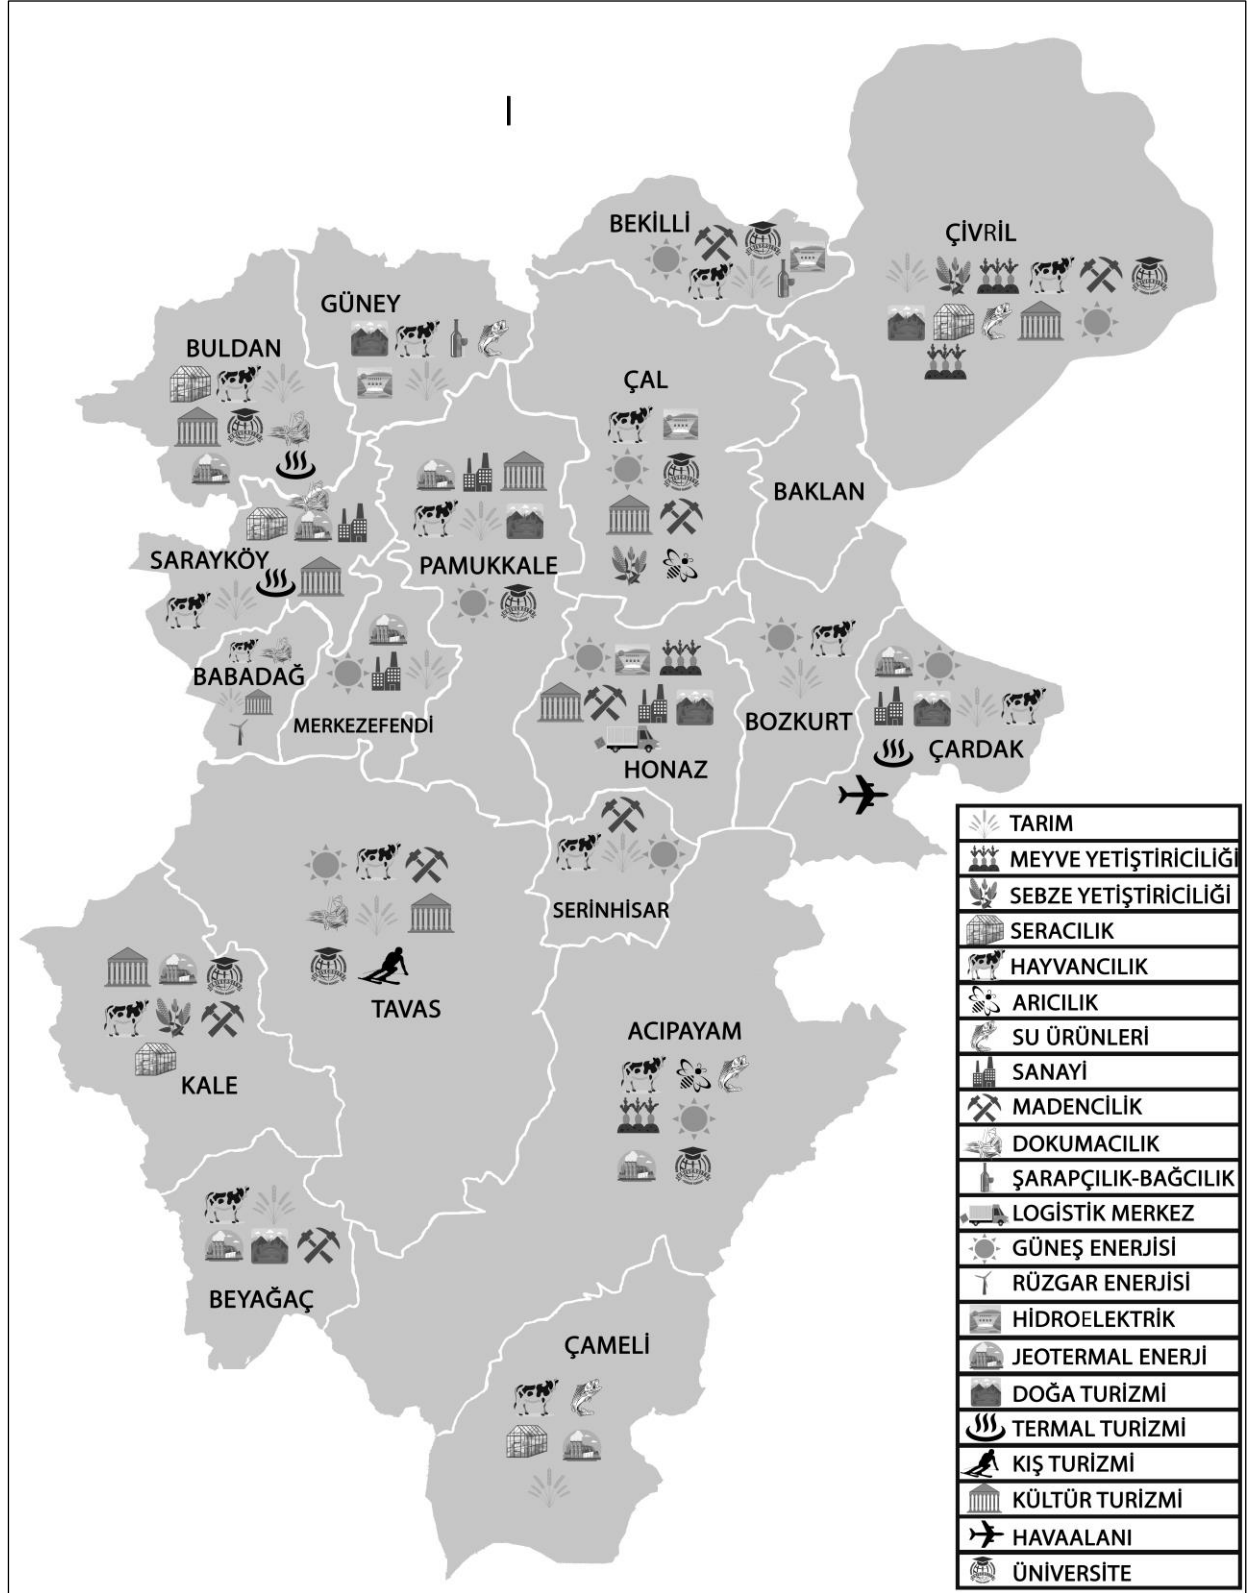 BEKİLLİ
ÇİVRİL
GÜNEY
BULDAN
ÇAL
BAKLAN
SARAYKÖY
PAMUKKALE
BABADAĞ
MERKEZEFENDİ
BOZKURT
HONAZ
ÇARDAK
SERİNHİSAR
TAVAS
ACIPAYAM
KALE
BEYAĞAÇ
ÇAMELİ
TARIM
MEYVE YETİŞTİRİCİLİĞİ
SEBZE YETİŞTİRİCİLİĞİ
SERACILIK
HAYVANCILIK
ARICILIK
SU ÜRÜNLERİ
SANAYİ
MADENCİLİK
DOKUMACILIK
ŞARAPÇILIK-BAĞCILIK
LOGİSTİK MERKEZ
GÜNEŞ ENERJİSİ
RÜZGAR ENERJİSİ
HİDROELEKTRİK
JEOTERMAL ENERJİ
DOĞA TURİZMİ
TERMAL TURİZMİ
KIŞ TURİZMİ
KÜLTÜR TURİZMİ
HAVAALANI
ÜNİVERSİTE